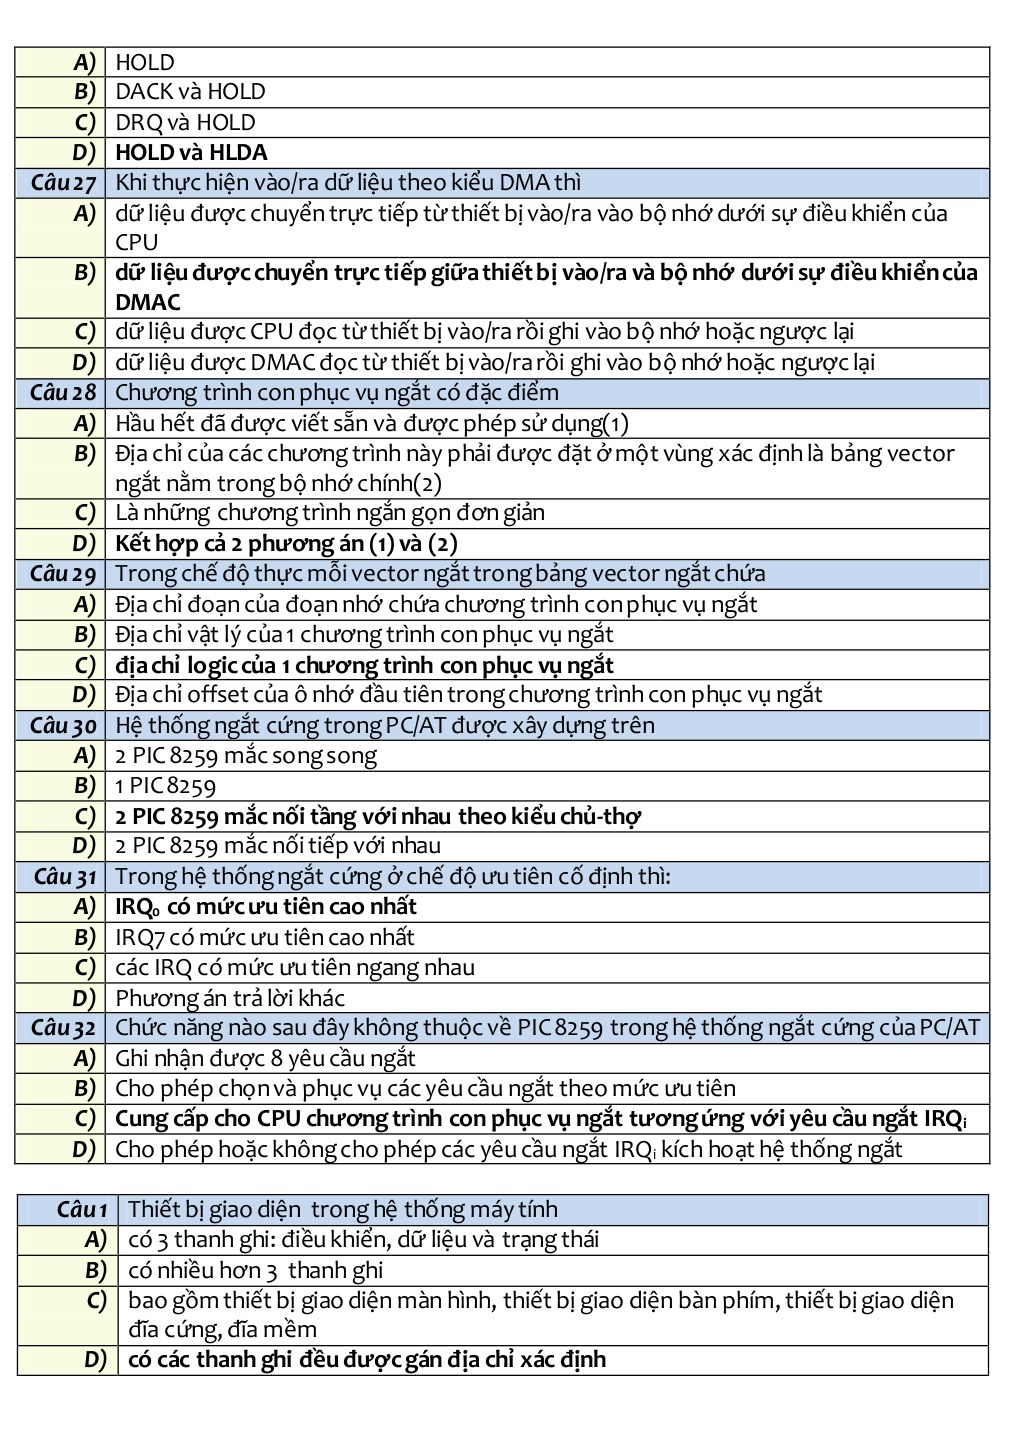 A) HOLD
B) DACK và HOLD
C) DRQ và HOLD
D) HOLD và HLDA
Câu 27 Khi thực hiện vào/ra dữ liệu theo kiểu DMA thì
A) dữ liệu được chuyển trực tiếp từ thiết bị vào/ra vào bộ nhớ dưới sự điều khiển của
CPU
B) dữ liệu được chuyển trực tiếp giữa thiết bị vào/ra và bộ nhớ dưới sự điều khiển của
DMAC
C) dữ liệu được CPU đọc từ thiết bị vào/ra rồi ghi vào bộ nhớ hoặc ngược lại
D) dữ liệu được DMAC đọc từ thiết bị vào/ra rồi ghi vào bộ nhớ hoặc ngược lại
Câu 28 Chương trình con phục vụ ngắt có đặc điểm
A) Hầu hết đã được viết sẵn và được phép sử dụng(1)
B) Địa chỉ của các chương trình này phải được đặt ở một vùng xác định là bảng vector
ngắt nằm trong bộ nhớ chính(2)
C) Là những chương trình ngắn gọn đơn giản
D) Kết hợp cả 2 phương án (1) và (2)
Câu 29 Trong chế độ thực mỗi vector ngắt trong bảng vector ngắt chứa
A) Địa chỉ đoạn của đoạn nhớ chứa chương trình con phục vụ ngắt
B) Địa chỉ vật lý của 1 chương trình con phục vụ ngắt
C) địa chỉ logic của 1 chương trình con phục vụ ngắt
D) Địa chỉ offset của ô nhớ đầu tiên trong chương trình con phục vụ ngắt
Câu 30 Hệ thống ngắt cứng trong PC/AT được xây dựng trên
A) 2 PIC 8259 mắc song song
B) 1 PIC 8259
C) 2 PIC 8259 mắc nối tầng với nhau theo kiểu chủ-thợ
D) 2 PIC 8259 mắc nối tiếp với nhau
Câu 31 Trong hệ thống ngắt cứng ở chế độ ưu tiên cố định thì:
A) IRQ₀ có mức ưu tiên cao nhất
B) IRQ7 có mức ưu tiên cao nhất
C) các IRQ có mức ưu tiên ngang nhau
D) Phương án trả lời khác
Câu 32 Chức năng nào sau đây không thuộc về PIC 8259 trong hệ thống ngắt cứng của PC/AT
A) Ghi nhận được 8 yêu cầu ngắt
B) Cho phép chọn và phục vụ các yêu cầu ngắt theo mức ưu tiên
C) Cung cấp cho CPU chương trình con phục vụ ngắt tương ứng với yêu cầu ngắt IRQᵢ
D) Cho phép hoặc không cho phép các yêu cầu ngắt IRQᵢ kích hoạt hệ thống ngắt
Câu 1 Thiết bị giao diện trong hệ thống máy tính
A) có 3 thanh ghi: điều khiển, dữ liệu và trạng thái
B) có nhiều hơn 3 thanh ghi
C) bao gồm thiết bị giao diện màn hình, thiết bị giao diện bàn phím, thiết bị giao diện
đĩa cứng, đĩa mềm
D) có các thanh ghi đều được gán địa chỉ xác định